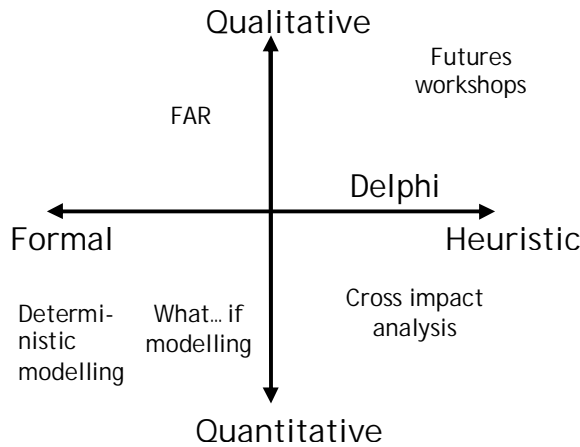 Qualitative
Futures
workshops
FAR
Delphi
Formal
Heuristic
Determi-
nistic
modelling
What... if
modelling
Cross impact
analysis
Quantitative